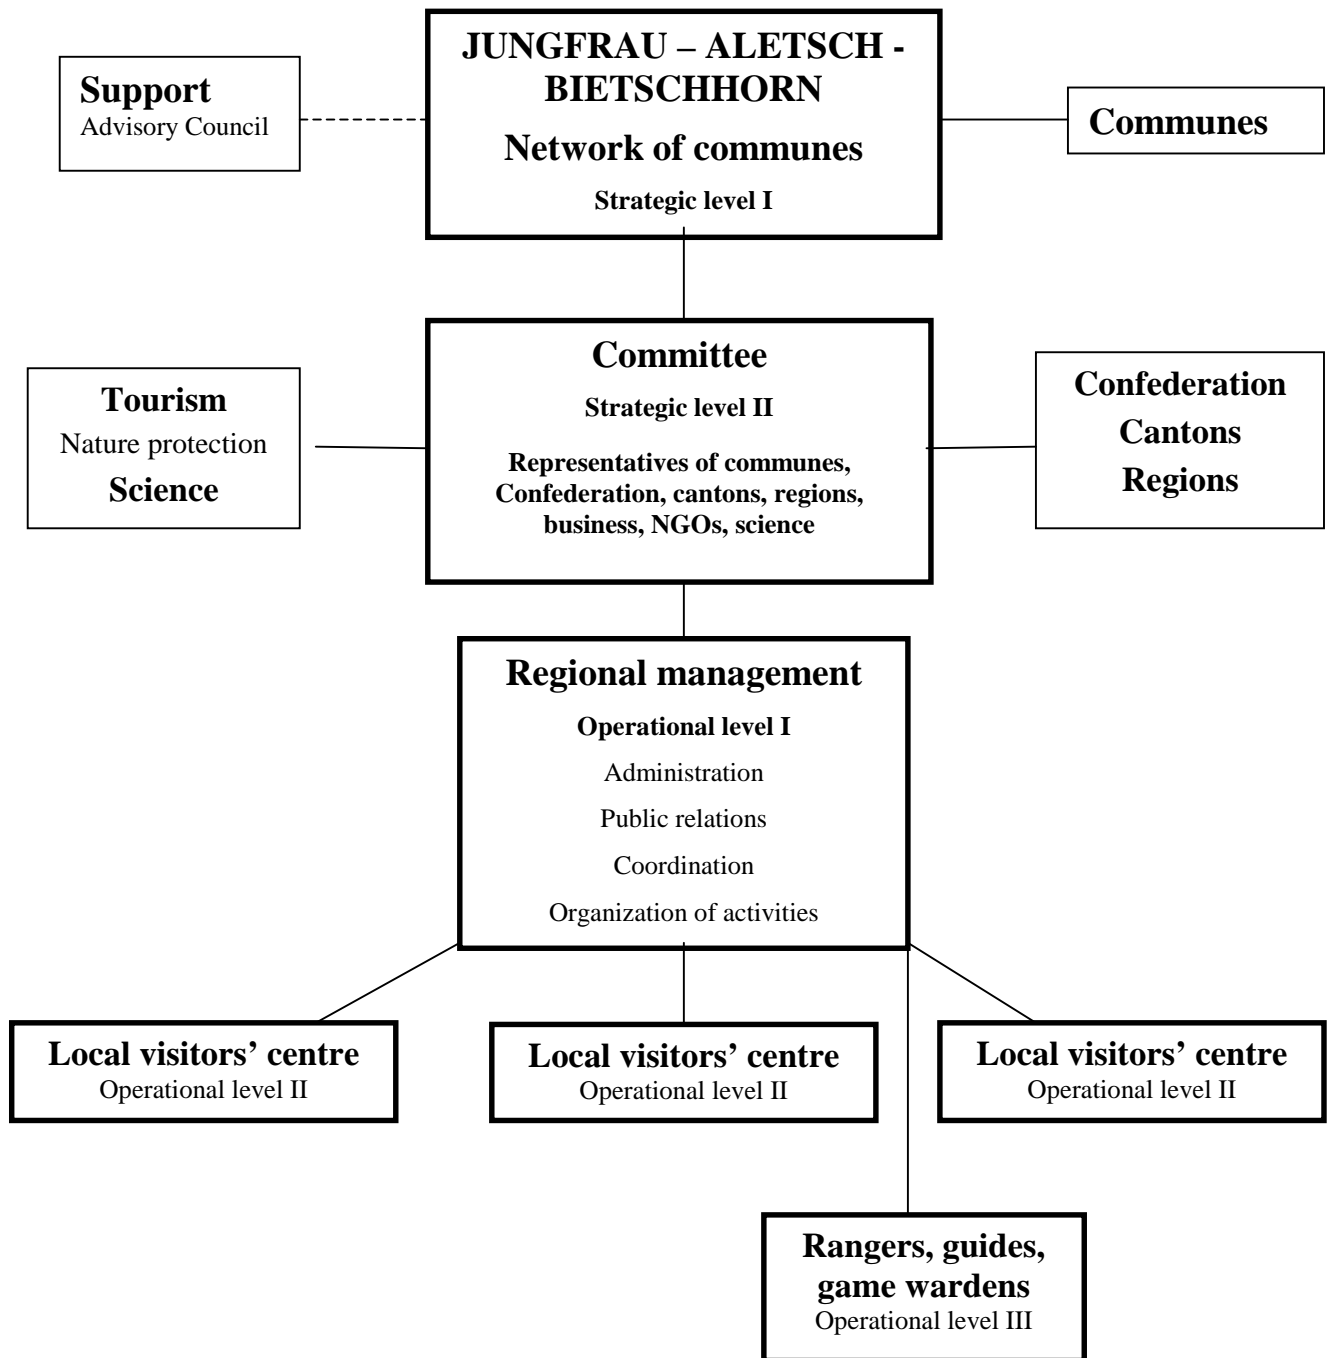 Support
Advisory Council
JUNGFRAU – ALETSCH -
BIETSCHHORN
Network of communes
Strategic level I
Communes
Tourism
Nature protection
Science
Committee
Strategic level II
Representatives of communes,
Confederation, cantons, regions,
business, NGOs, science
Confederation
Cantons
Regions
Regional management
Operational level I
Administration
Public relations
Coordination
Organization of activities
Local visitors’ centre
Operational level II
Local visitors’ centre
Operational level II
Local visitors’ centre
Operational level II
Rangers, guides,
game wardens
Operational level III